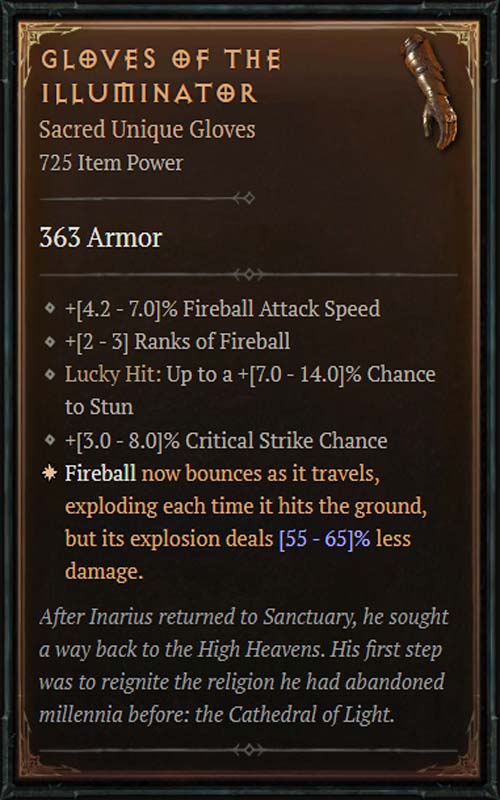 GLOVES OF THE
ILLUMINATOR
Sacred Unique Gloves
725 Item Power
363 Armor
+[4.2 - 7.0]% Fireball Attack Speed
+[2 - 3] Ranks of Fireball
Lucky Hit: Up to a +[7.0 - 14.0]% Chance
to Stun
+[3.0 - 8.0]% Critical Strike Chance
Fireball now bounces as it travels,
exploding each time it hits the ground,
but its explosion deals [55 - 65]% less
damage.
After Inarius returned to Sanctuary, he sought
a way back to the High Heavens. His first step
was to reignite the religion he had abandoned
millennia before: the Cathedral of Light.